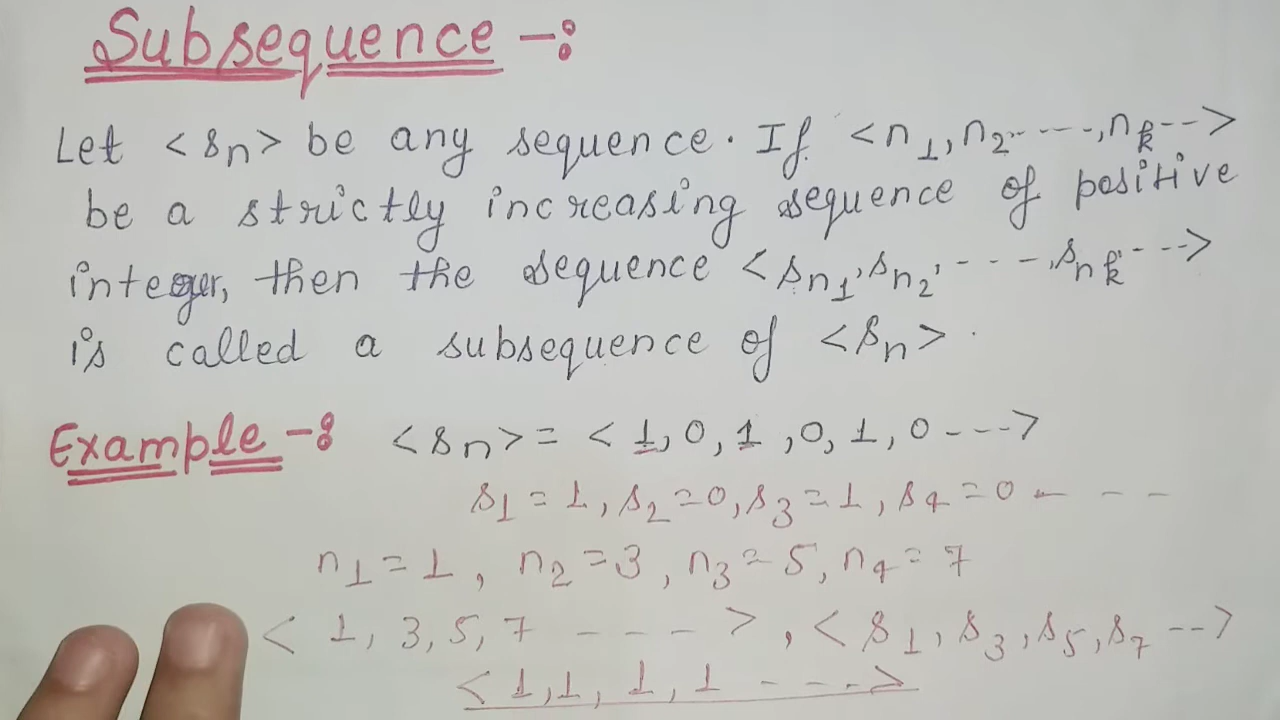 Subsequence -:
Let <sn> be any sequence. If <n1, n2 ----, nk -->
be a strictly increasing sequence of positive
integer, then the sequence <sn1, sn2, ----, snk --->
is called a subsequence of <sn>.
Example -: <sn> = <1, 0, 1, 0, 1, 0 --->
s1 = 1, s2 = 0, s3 = 1, s4 = 0 - - -
n1 = 1, n2 = 3, n3 = 5, n4 = 7
< 1, 3, 5, 7 - - - - >, <s1, s3, s5, s7 -->
<1, 1, 1, 1 - - - ->